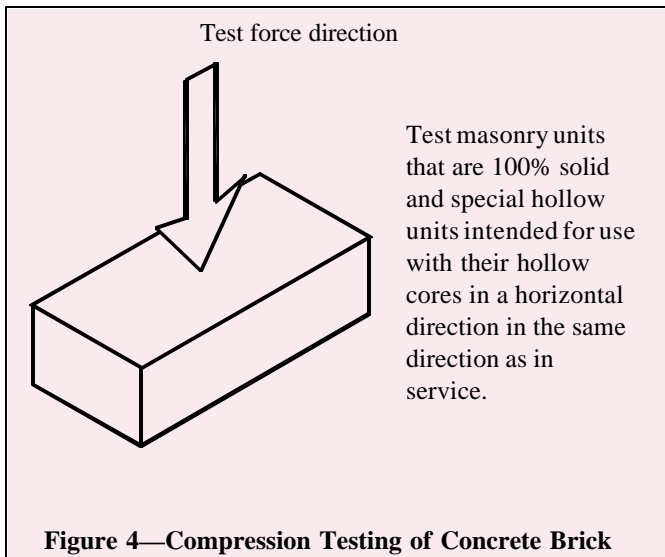 Test force direction
Test masonry units
that are 100% solid
and special hollow
units intended for use
with their hollow
cores in a horizontal
direction in the same
direction as in
service.
Figure 4—Compression Testing of Concrete Brick